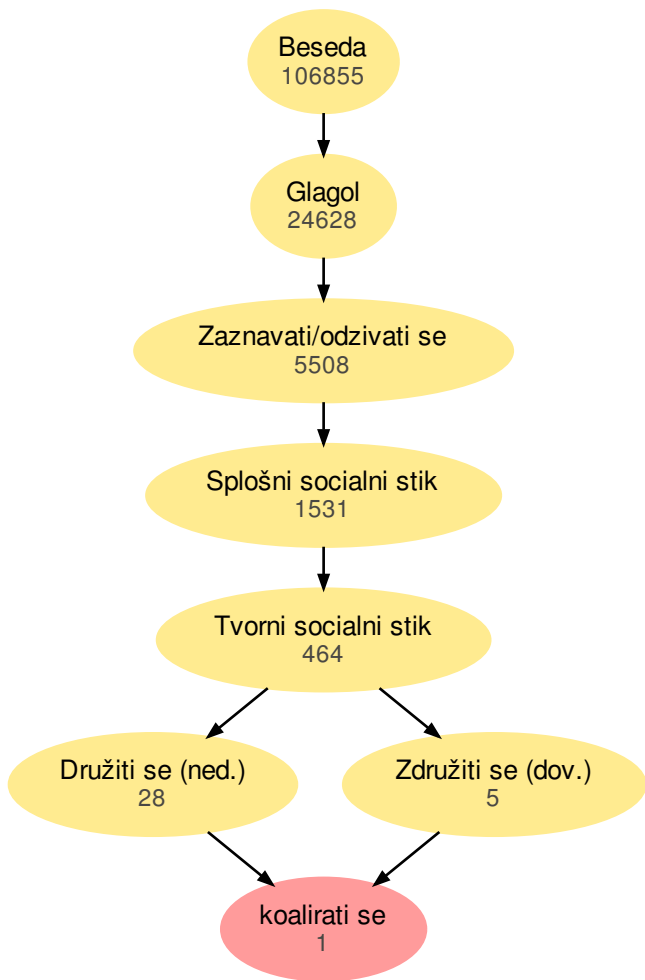 Beseda
106855
Glagol
24628
Zaznavati/odzivati se
5508
Splošni socialni stik
1531
Tvorni socialni stik
464
Družiti se (ned.)
28
Združiti se (dov.)
5
koalirati se
1